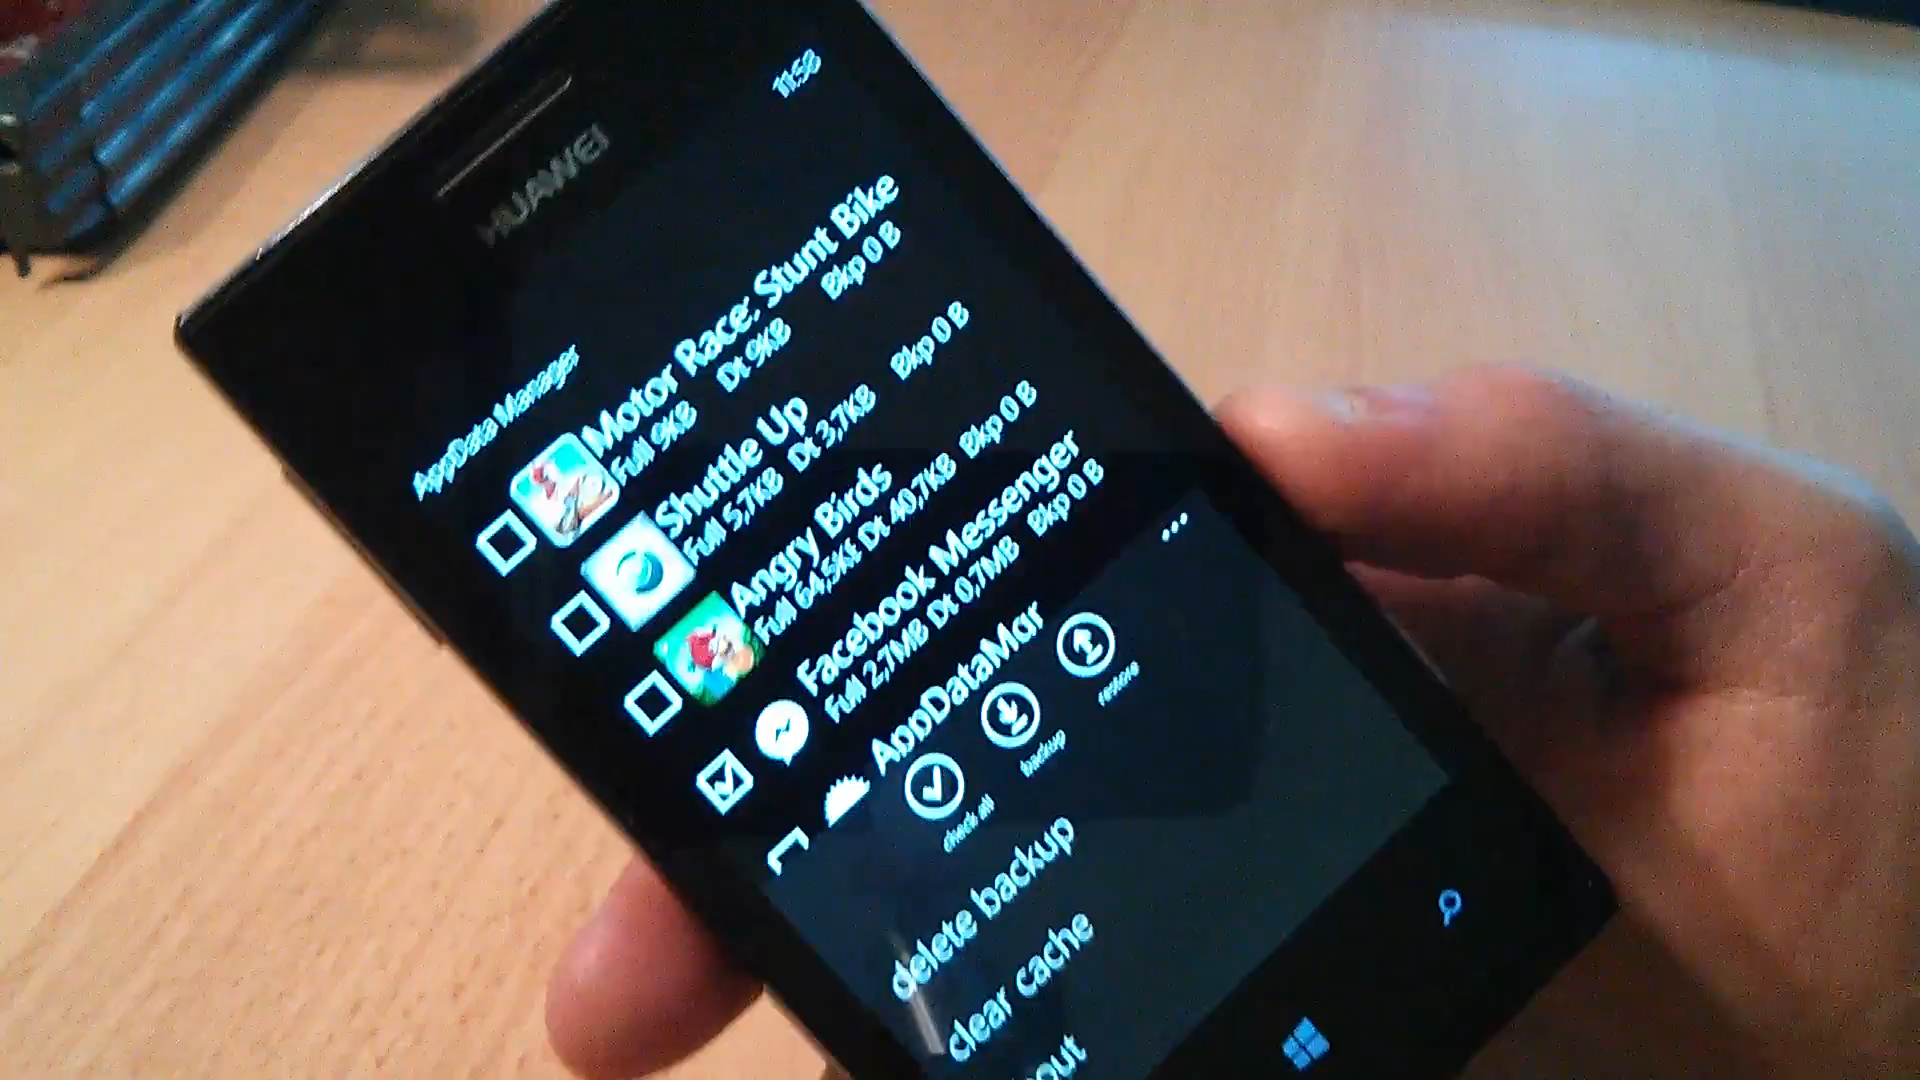 11:58
HUAWEI
AppData Manager
Motor Race: Stunt Bike
Full 9KB Dt 9KB Bkp 0 B
Shuttle Up
Full 5,7KB Dt 3,7KB Bkp 0 B
Angry Birds
Full 64,5KB Dt 40,7KB Bkp 0 B
Facebook Messenger
Full 2,7MB Dt 0,7MB Bkp 0 B
AppDataMar
check all
backup
restore
delete backup
clear cache